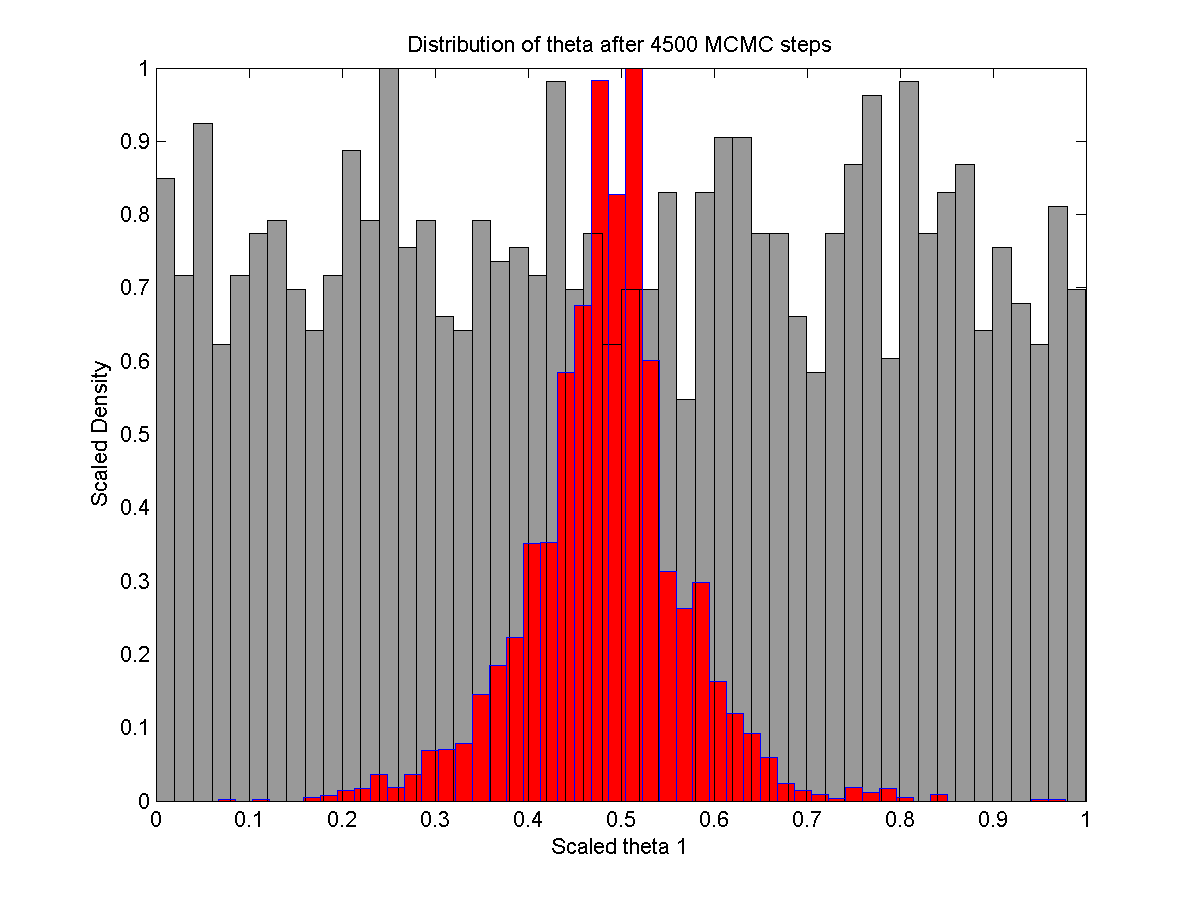 Distribution of theta after 4500 MCMC steps
1
0.9
0.8
0.7
0.6
0.5
0.4
0.3
0.2
0.1
0
Scaled Density
0 0.1 0.2 0.3 0.4 0.5 0.6 0.7 0.8 0.9 1
Scaled theta 1